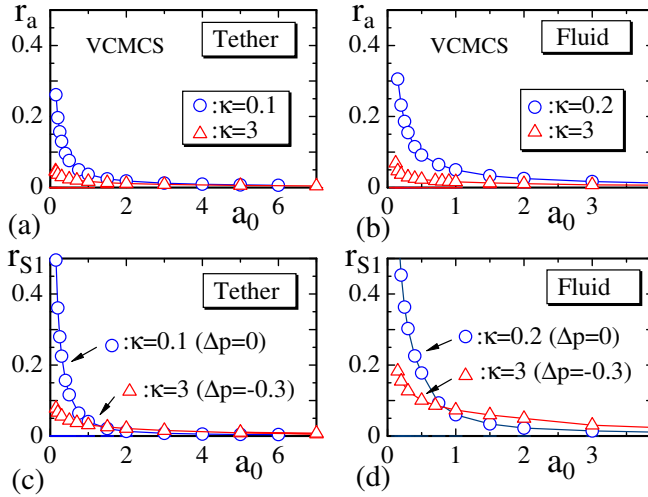 r_a
VCMCS
Tether
0.4
:κ=0.1
:κ=3
0.2
0
0 2 4 6
(a)
a_0
r_a
VCMCS
Fluid
0.4
:κ=0.2
:κ=3
0.2
0
0 1 2 3
(b)
a_0
r_S1
Tether
0.4
:κ=0.1 (Δp=0)
0.2
:κ=3 (Δp=-0.3)
0
0 2 4 6
(c)
a_0
r_S1
Fluid
0.4
:κ=0.2 (Δp=0)
0.2
:κ=3 (Δp=-0.3)
0
0 1 2 3
(d)
a_0